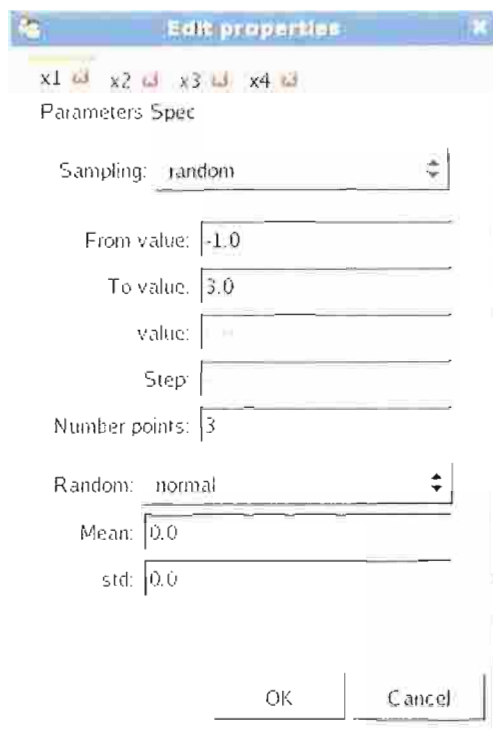 Edit properties
x1 x2 x3 x4
Parameters Spec
Sampling: random
From value: -1.0
To value: 3.0
value:
Step:
Number points: 3
Random: normal
Mean: 0.0
std: 0.0
OK Cancel